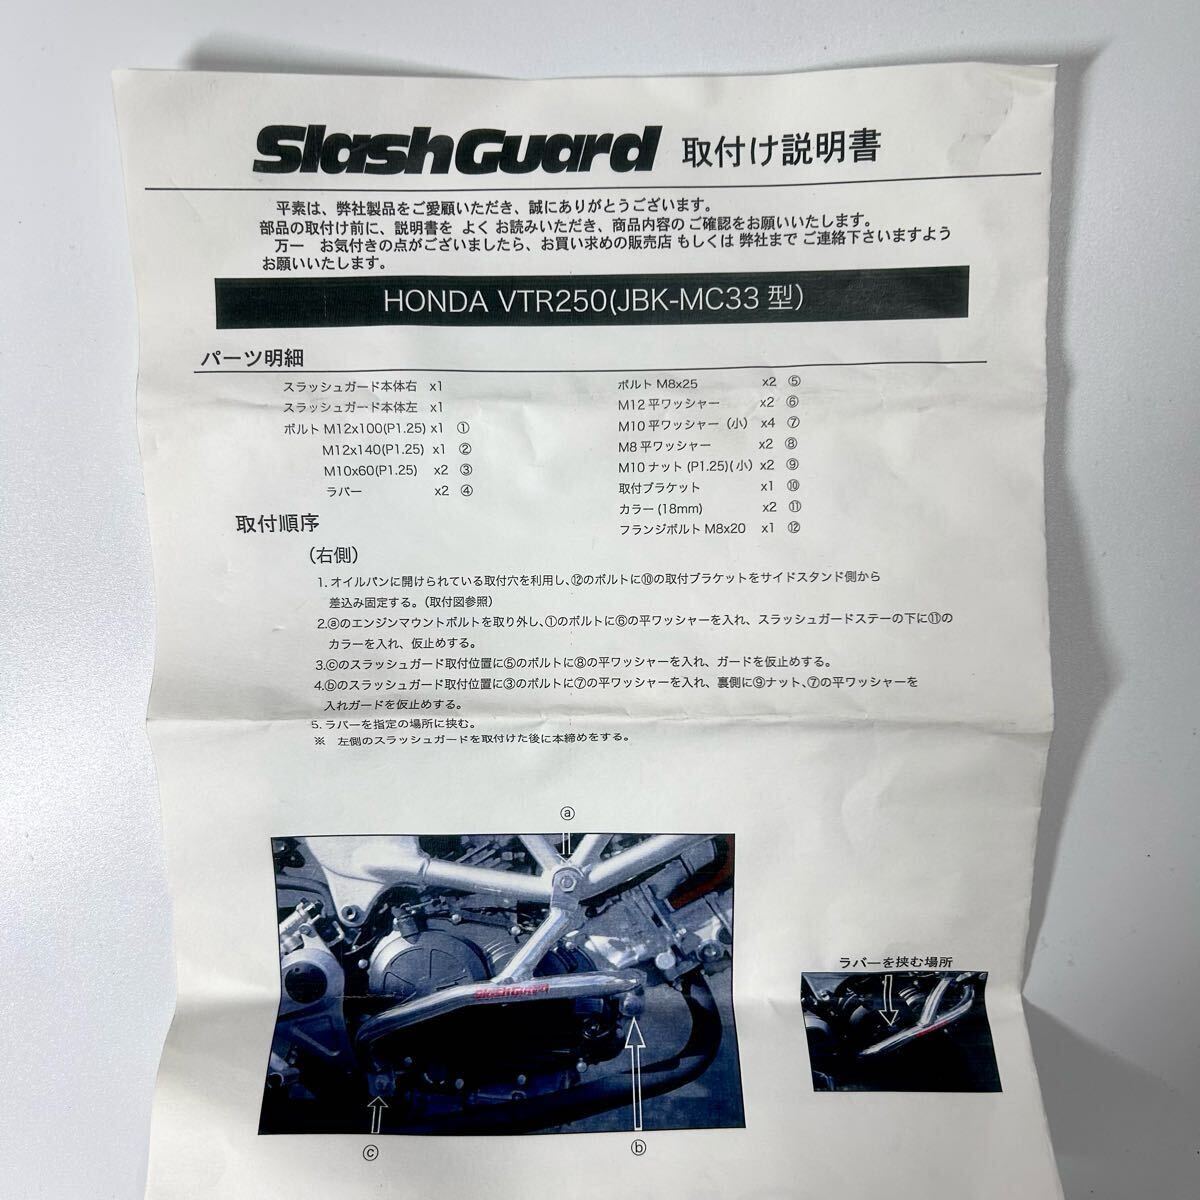 SlashGuard 取付け説明書
平素は、弊社製品をご愛顧いただき、誠にありがとうございます。
部品の取付け前に、説明書を よく お読みいただき、商品内容の ご確認をお願いいたします。
万一 お気付きの点がございましたら、お買い求めの販売店 もしくは 弊社まで ご連絡下さいますよう
お願いいたします。
HONDA VTR250(JBK-MC33 型)
パーツ明細
スラッシュガード本体右 x1
スラッシュガード本体左 x1
ボルト M12x100(P1.25) x1 ①
M12x140(P1.25) x1 ②
M10x60(P1.25) x2 ③
ラバー x2 ④
ボルト M8x25 x2 ⑤
M12 平ワッシャー x2 ⑥
M10 平ワッシャー（小） x4 ⑦
M8 平ワッシャー x2 ⑧
M10 ナット (P1.25)(小) x2 ⑨
取付ブラケット x1 ⑩
カラー (18mm) x2 ⑪
フランジボルト M8x20 x1 ⑫
取付順序
（右側）
1. オイルパンに開けられている取付穴を利用し、⑫のボルトに⑩の取付ブラケットをサイドスタンド側から
差込み固定する。（取付図参照）
2.ⓐのエンジンマウントボルトを取り外し、①のボルトに⑥の平ワッシャーを入れ、スラッシュガードステーの下に⑪の
カラーを入れ、仮止めする。
3.ⓒのスラッシュガード取付位置に⑤のボルトに⑧の平ワッシャーを入れ、ガードを仮止めする。
4.ⓑのスラッシュガード取付位置に③のボルトに⑦の平ワッシャーを入れ、裏側に⑨ナット、⑦の平ワッシャーを
入れガードを仮止めする。
5. ラバーを指定の場所に挟む。
※ 左側のスラッシュガードを取付けた後に本締めをする。
ⓐ
SlashGuard
ラバーを挟む場所
ⓒ
ⓑ